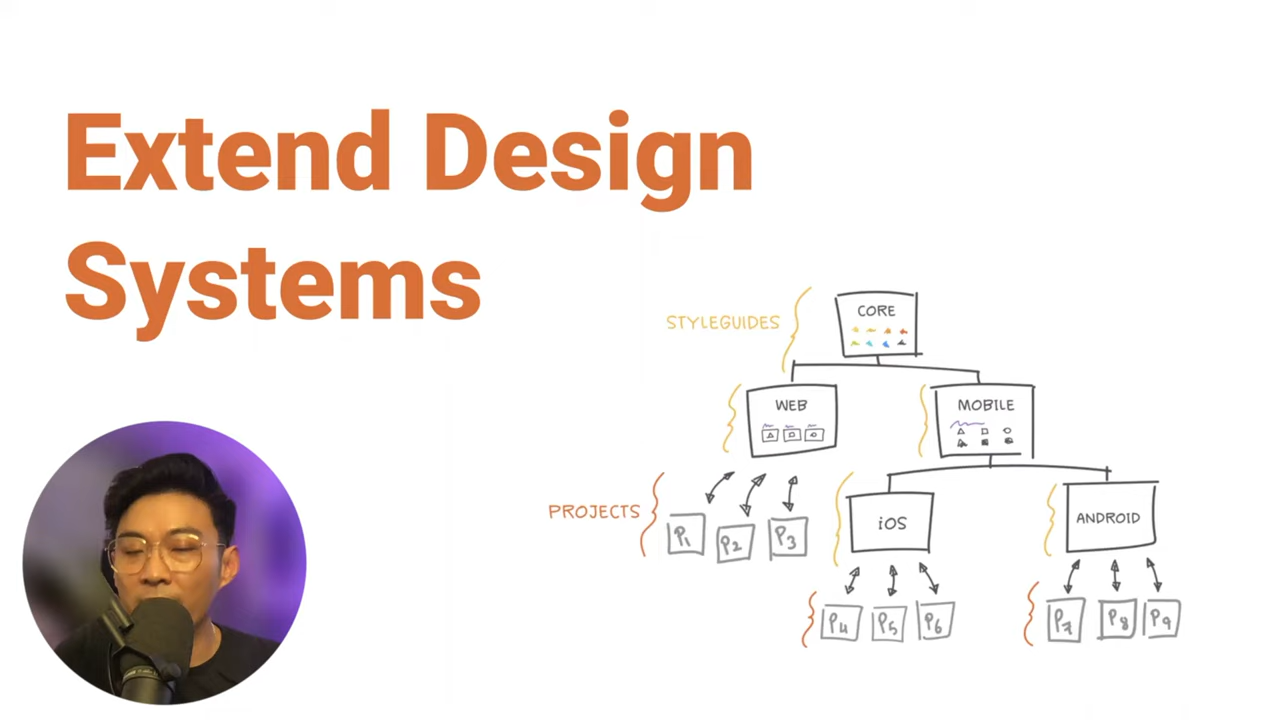 Extend Design
Systems
CORE
STYLEGUIDES
WEB
MOBILE
PROJECTS
P1
P2
P3
iOS
ANDROID
P4
P5
P6
P7
P8
P9